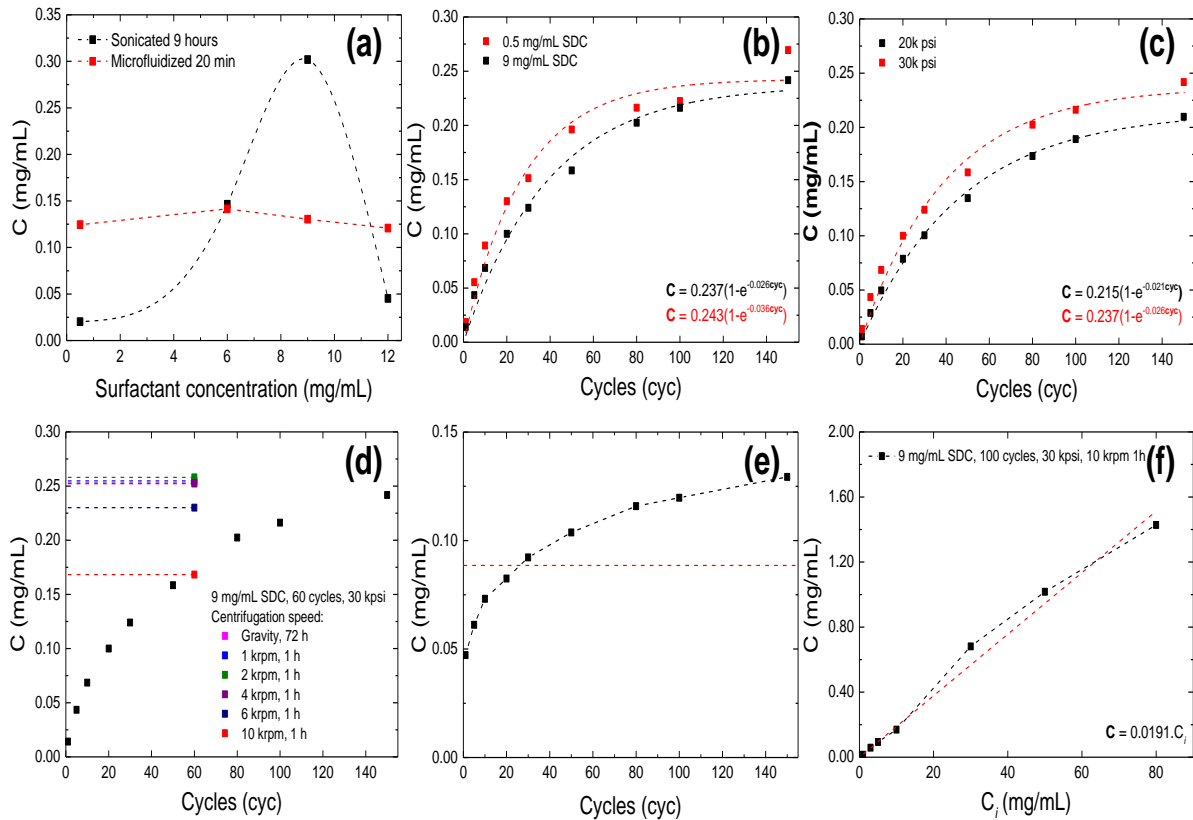 (a)
Sonicated 9 hours
Microfluidized 20 min
C (mg/mL)
0.35
0.30
0.25
0.20
0.15
0.10
0.05
0.00
0 2 4 6 8 10 12
Surfactant concentration (mg/mL)
(b)
0.5 mg/mL SDC
9 mg/mL SDC
C (mg/mL)
0.30
0.25
0.20
0.15
0.10
0.05
0.00
C = 0.237(1-e^-0.026cyc)
C = 0.243(1-e^-0.036cyc)
0 20 40 60 80 100 120 140
Cycles (cyc)
(c)
20k psi
30k psi
C (mg/mL)
0.30
0.25
0.20
0.15
0.10
0.05
0.00
C = 0.215(1-e^-0.021cyc)
C = 0.237(1-e^-0.026cyc)
0 20 40 60 80 100 120 140
Cycles (cyc)
(d)
C (mg/mL)
0.30
0.25
0.20
0.15
0.10
0.05
0.00
9 mg/mL SDC, 60 cycles, 30 kpsi
Centrifugation speed:
Gravity, 72 h
1 krpm, 1 h
2 krpm, 1 h
4 krpm, 1 h
6 krpm, 1 h
10 krpm, 1 h
0 20 40 60 80 100 120 140
Cycles (cyc)
(e)
C (mg/mL)
0.15
0.10
0.05
0.00
0 20 40 60 80 100 120 140
Cycles (cyc)
(f)
9 mg/mL SDC, 100 cycles, 30 kpsi, 10 krpm 1h
C (mg/mL)
2.00
1.60
1.20
0.80
0.40
0.00
C = 0.0191.Ci
0 20 40 60 80
Ci (mg/mL)